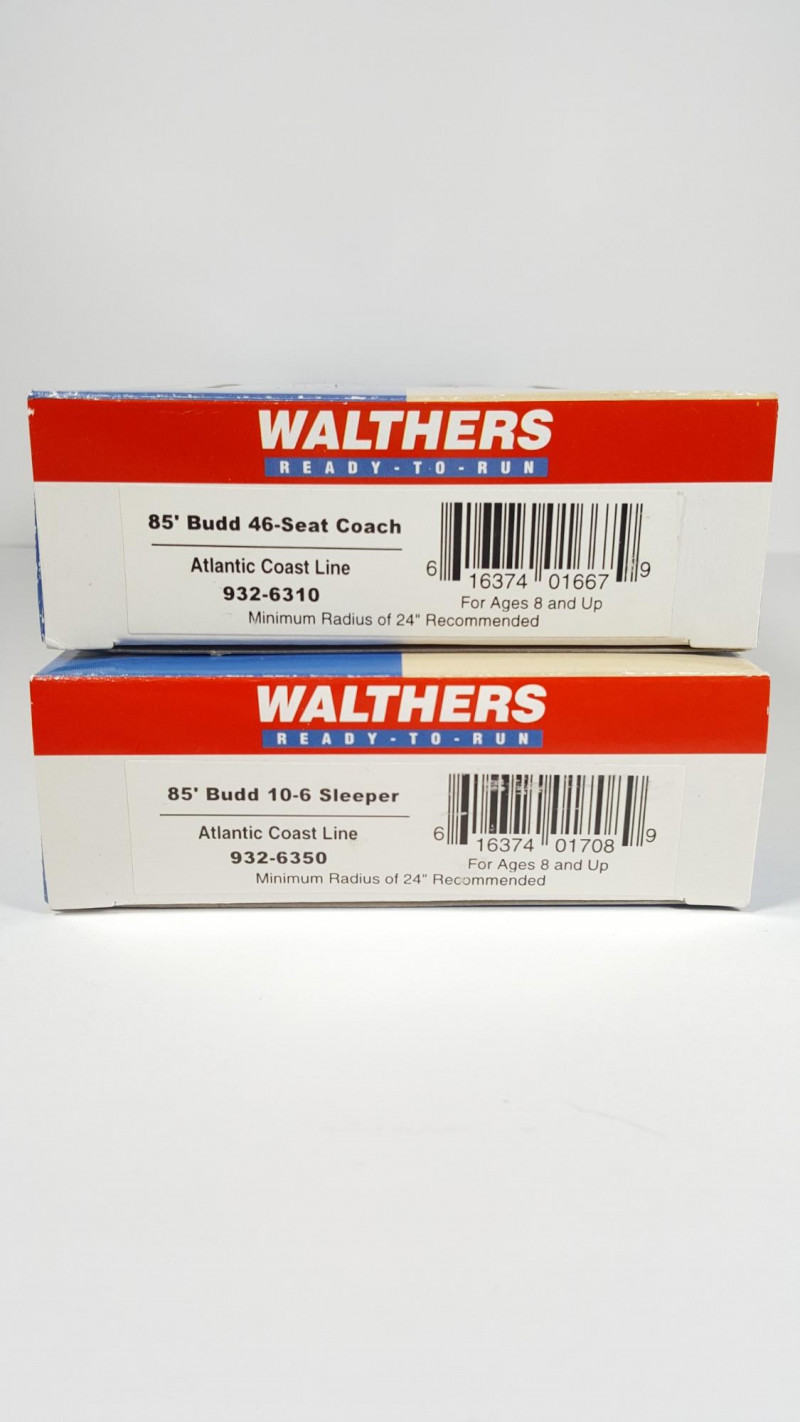 WALTHERS
READY-TO-RUN
85' Budd 46-Seat Coach
Atlantic Coast Line
932-6310
6 16374 01667 9
For Ages 8 and Up
Minimum Radius of 24" Recommended
WALTHERS
READY-TO-RUN
85' Budd 10-6 Sleeper
Atlantic Coast Line
932-6350
6 16374 01708 9
For Ages 8 and Up
Minimum Radius of 24" Recommended